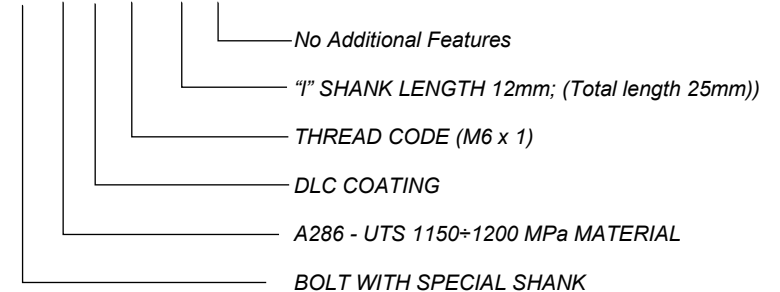 No Additional Features
“I” SHANK LENGTH 12mm; (Total length 25mm))
THREAD CODE (M6 x 1)
DLC COATING
A286 - UTS 1150÷1200 MPa MATERIAL
BOLT WITH SPECIAL SHANK